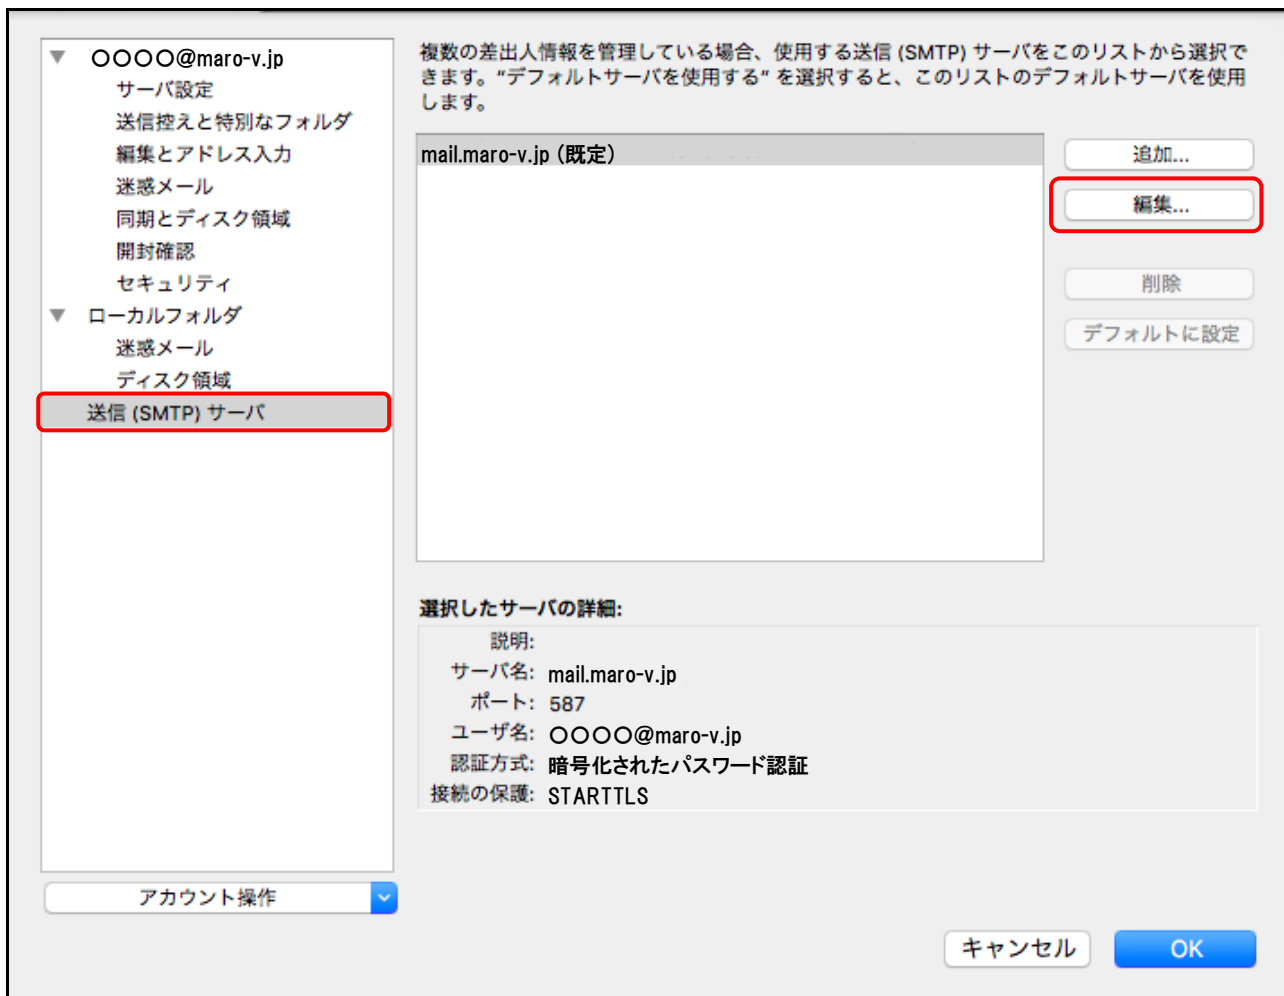 〇〇〇〇@maro-v.jp
サーバ設定
送信控えと特別なフォルダ
編集とアドレス入力
迷惑メール
同期とディスク領域
開封確認
セキュリティ
ローカルフォルダ
迷惑メール
ディスク領域
送信 (SMTP) サーバ
アカウント操作
複数の差出人情報を管理している場合、使用する送信 (SMTP) サーバをこのリストから選択で
きます。“デフォルトサーバを使用する” を選択すると、このリストのデフォルトサーバを使用
します。
mail.maro-v.jp (既定)
追加...
編集...
削除
デフォルトに設定
選択したサーバの詳細:
説明:
サーバ名: mail.maro-v.jp
ポート: 587
ユーザ名: 〇〇〇〇@maro-v.jp
認証方式: 暗号化されたパスワード認証
接続の保護: STARTTLS
キャンセル
OK